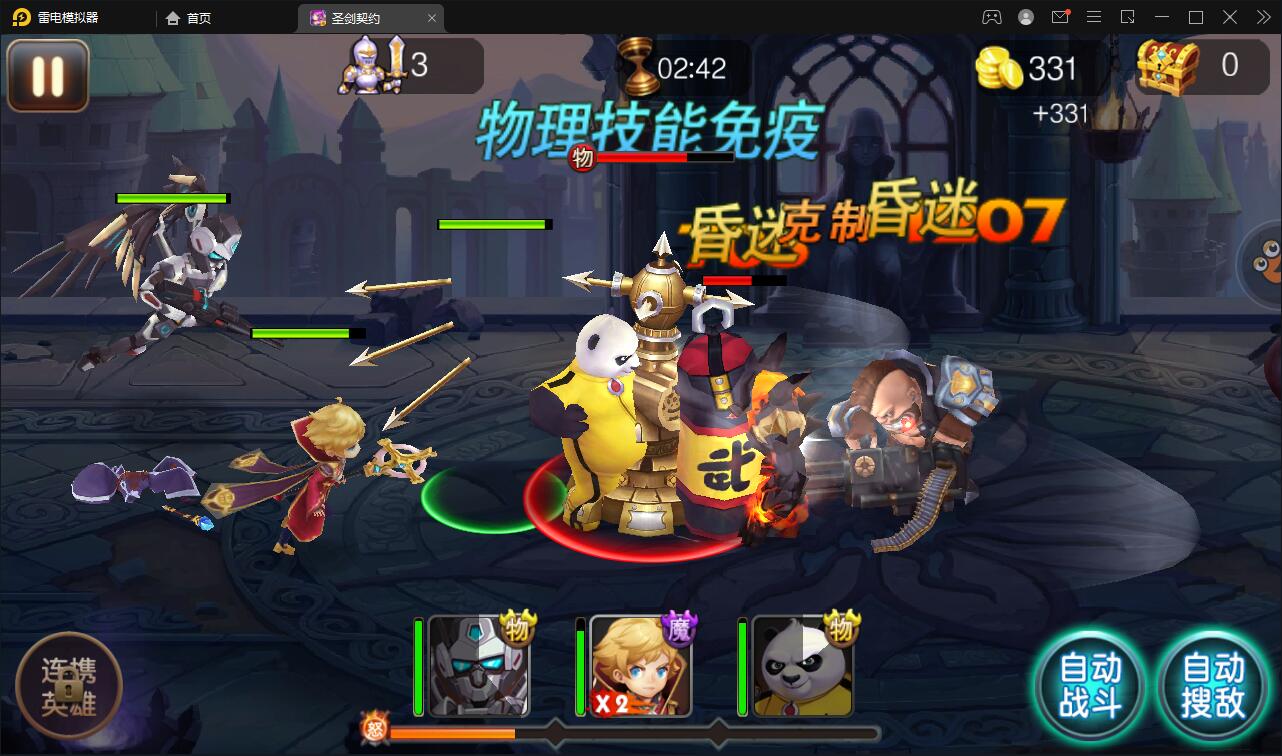 雷电模拟器
首页
圣剑契约
3
02:42
331
0
+331
物理技能免疫
物
昏迷
克制
昏迷
07
武
连携
英雄
物
魔
物
X2
怒
自动
战斗
自动
搜敌